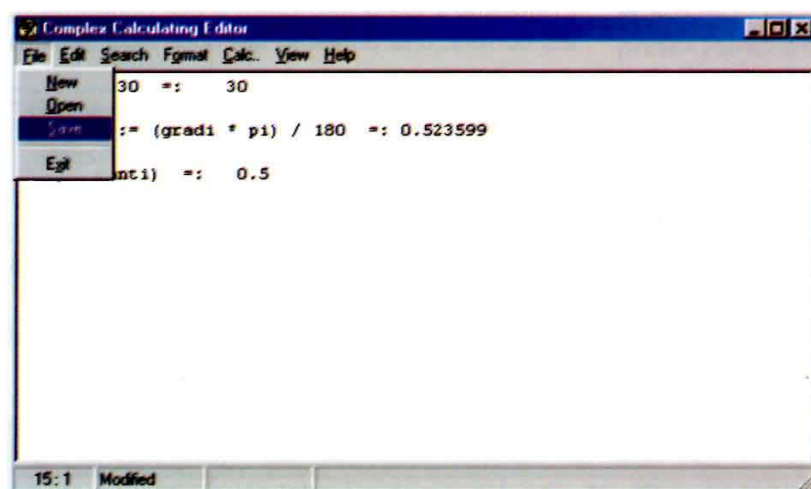 Complex Calculating Editor
File Edit Search Format Calc.. View Help
New
Open
Save
Exit
30 =: 30
:= (gradi * pi) / 180 =: 0.523599
anti) =: 0.5
15: 1 Modified